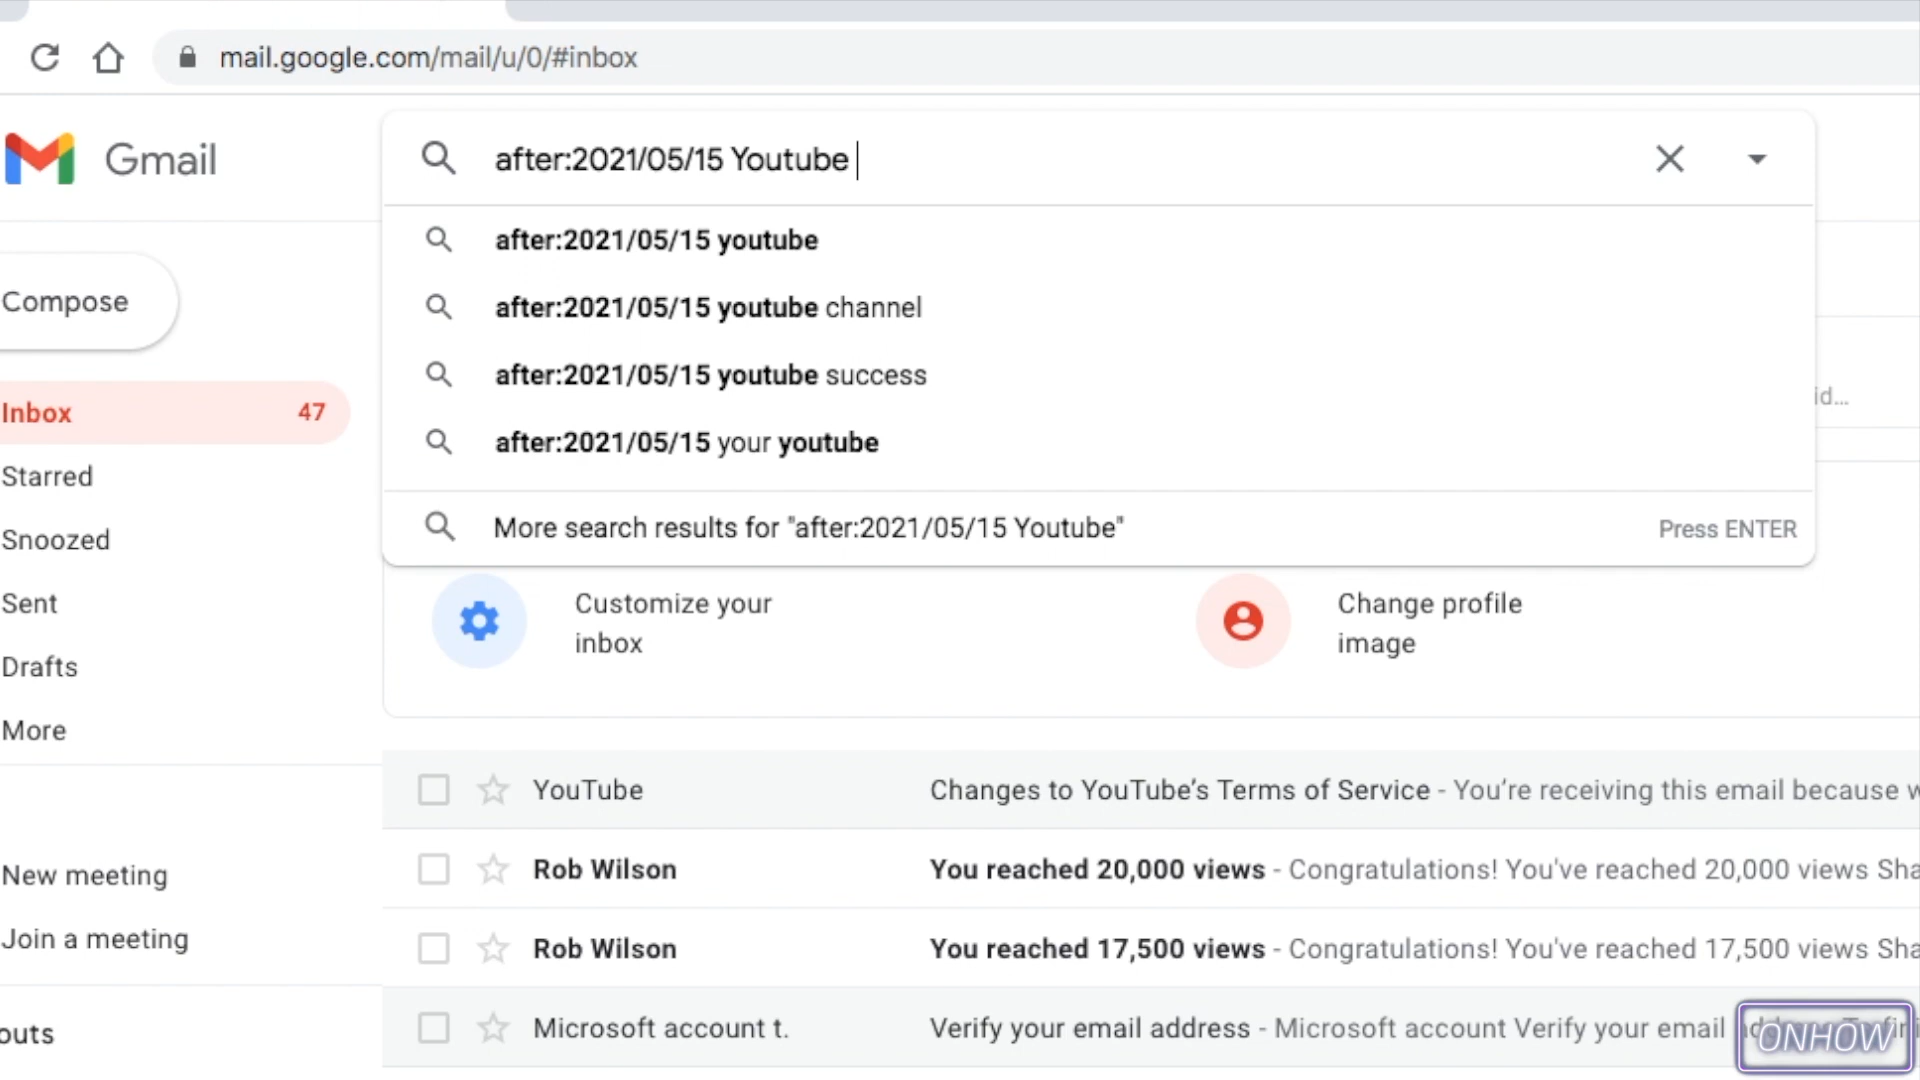 mail.google.com/mail/u/0/#inbox
Gmail
after:2021/05/15 Youtube
after:2021/05/15 youtube
after:2021/05/15 youtube channel
after:2021/05/15 youtube success
after:2021/05/15 your youtube
More search results for "after:2021/05/15 Youtube"
Press ENTER
Compose
Inbox 47
Starred
Snoozed
Sent
Drafts
More
New meeting
Join a meeting
outs
id...
Customize your
inbox
Change profile
image
YouTube Changes to YouTube’s Terms of Service - You’re receiving this email because w
Rob Wilson You reached 20,000 views - Congratulations! You've reached 20,000 views Sha
Rob Wilson You reached 17,500 views - Congratulations! You've reached 17,500 views Sha
Microsoft account t. Verify your email address - Microsoft account Verify your email
ONHOW